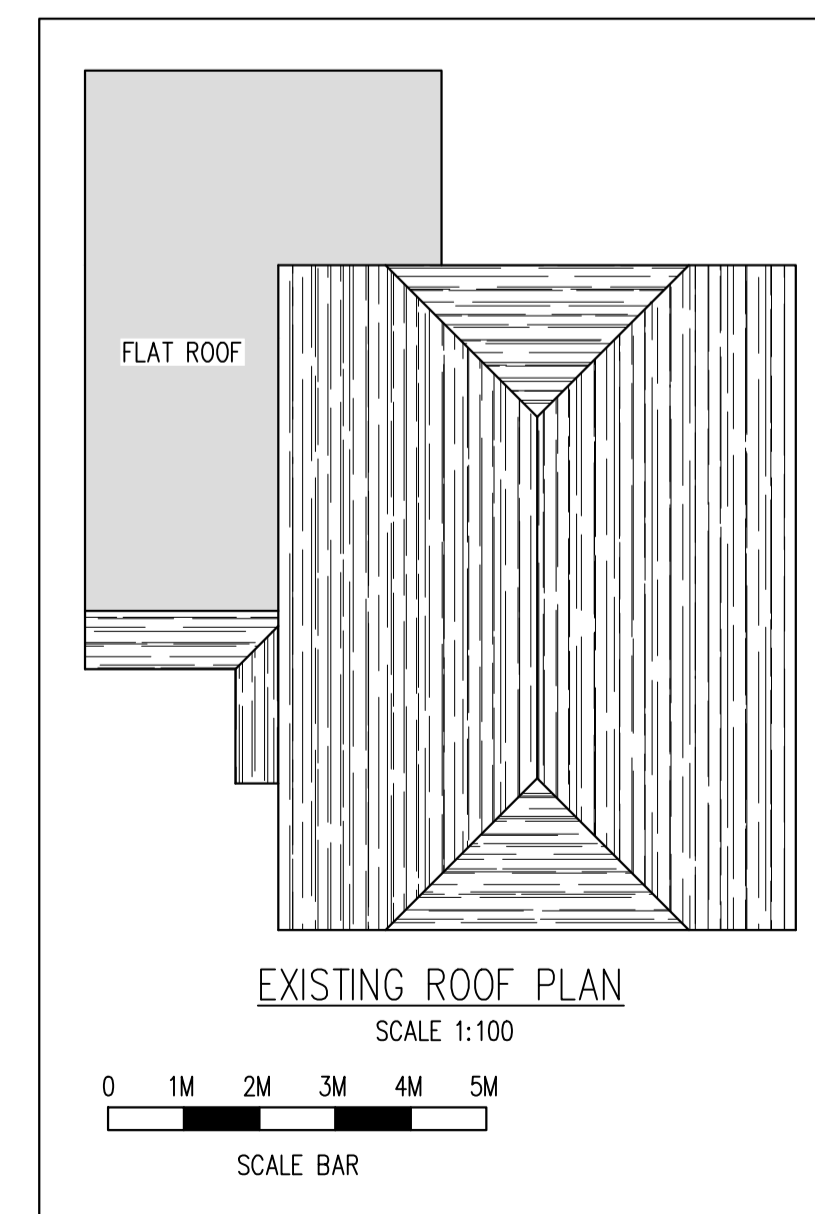 FLAT ROOF
EXISTING ROOF PLAN
SCALE 1:100
0 1M 2M 3M 4M 5M
SCALE BAR